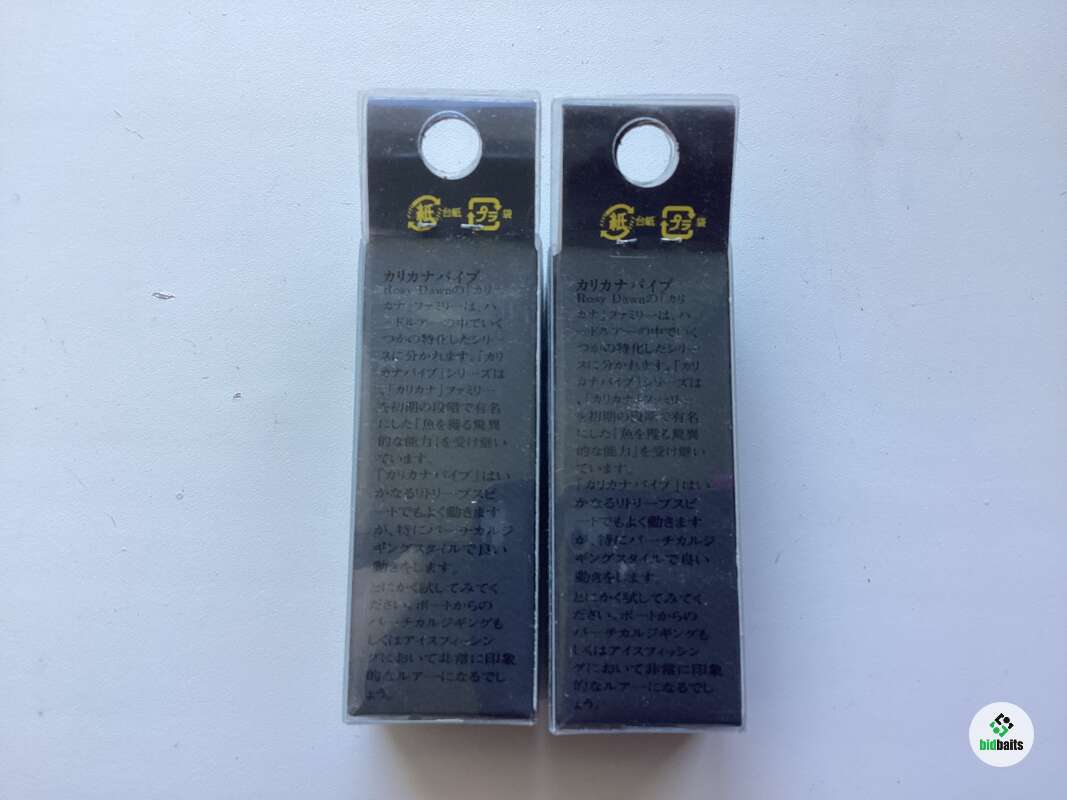 紙 台紙 プラ 袋
カリカナバイブ
Rosy Dawnの「カリ
カナ」ファミリーは、ハ
ードルアーの中でいく
つかの特化したシリー
スに分かれます。「カリ
カナバイブ」シリーズは
、「カリカナ」ファミリー
を初期の段階で有名
にした「魚を獲る驚異
的な能力」を受け継い
でいます。
「カリカナバイブ」はい
かなるリトリーブスピ
ードでもよく動きます
が、特にバーチカルジ
ギングスタイルで良い
動きをします。
とにかく試してみてく
ださい。ボートからの
バーチカルジギングも
しくはアイスフィッシン
グにおいて非常に印象
的なルアーになるでし
ょう。
紙 台紙 プラ 袋
カリカナバイブ
Rosy Dawnの「カリ
カナ」ファミリーは、ハ
ードルアーの中でいく
つかの特化したシリー
スに分かれます。「カリ
カナバイブ」シリーズは
、「カリカナ」ファミリー
を初期の段階で有名
にした「魚を獲る驚異
的な能力」を受け継い
でいます。
「カリカナバイブ」はい
かなるリトリーブスピ
ードでもよく動きます
が、特にバーチカルジ
ギングスタイルで良い
動きをします。
とにかく試してみてく
ださい。ボートからの
バーチカルジギングも
しくはアイスフィッシン
グにおいて非常に印象
的なルアーになるでし
ょう。
bidbaits